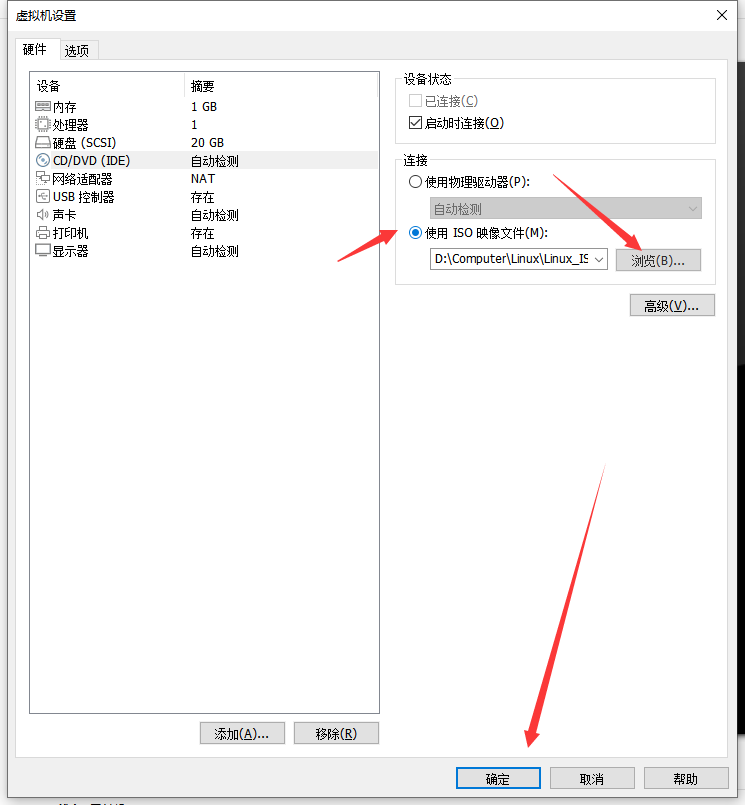 虚拟机设置
硬件 选项
设备 摘要
内存 1 GB
处理器 1
硬盘 (SCSI) 20 GB
CD/DVD (IDE) 自动检测
网络适配器 NAT
USB 控制器 存在
声卡 自动检测
打印机 存在
显示器 自动检测
添加(A)... 移除(R)
设备状态
已连接(C)
启动时连接(O)
连接
使用物理驱动器(P):
自动检测
使用 ISO 映像文件(M):
D:\Computer\Linux\Linux_IS
浏览(B)...
高级(V)...
确定 取消 帮助